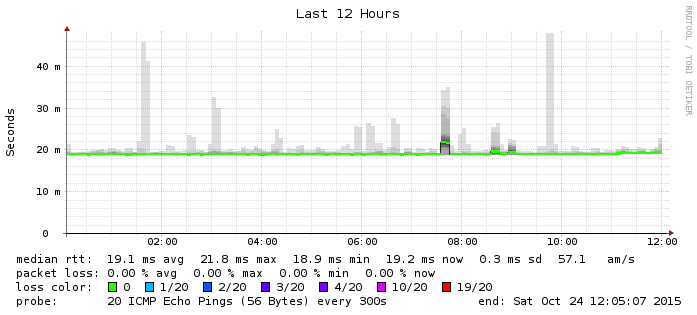 Last 12 Hours
RRDTOOL / TOBI OETIKER
Seconds
40 m
30 m
20 m
10 m
0
02:00 04:00 06:00 08:00 10:00 12:00
median rtt: 19.1 ms avg 21.8 ms max 18.9 ms min 19.2 ms now 0.3 ms sd 57.1 am/s
packet loss: 0.00 % avg 0.00 % max 0.00 % min 0.00 % now
loss color: 0 1/20 2/20 3/20 4/20 10/20 19/20
probe: 20 ICMP Echo Pings (56 Bytes) every 300s end: Sat Oct 24 12:05:07 2015